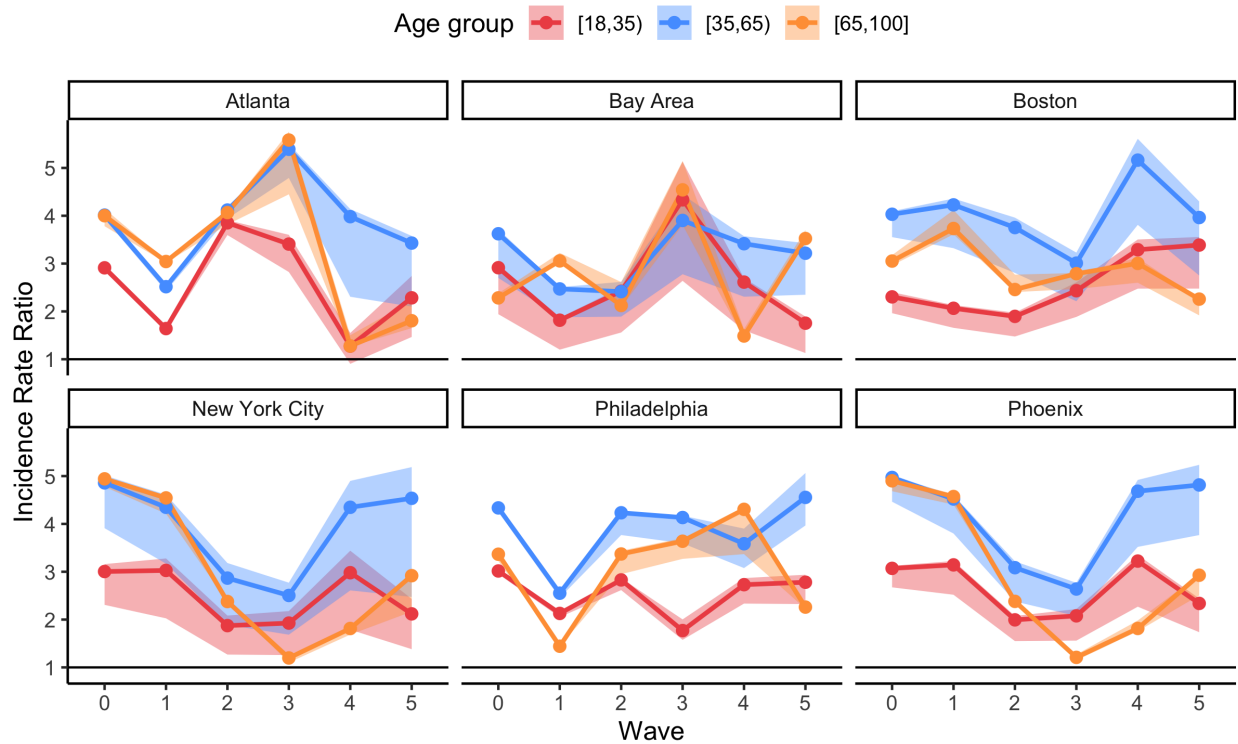 Age group [18,35) [35,65) [65,100]
Atlanta Bay Area Boston
5
4
3
2
1
New York City Philadelphia Phoenix
5
4
3
2
1
0 1 2 3 4 5 0 1 2 3 4 5 0 1 2 3 4 5
Wave
Incidence Rate Ratio